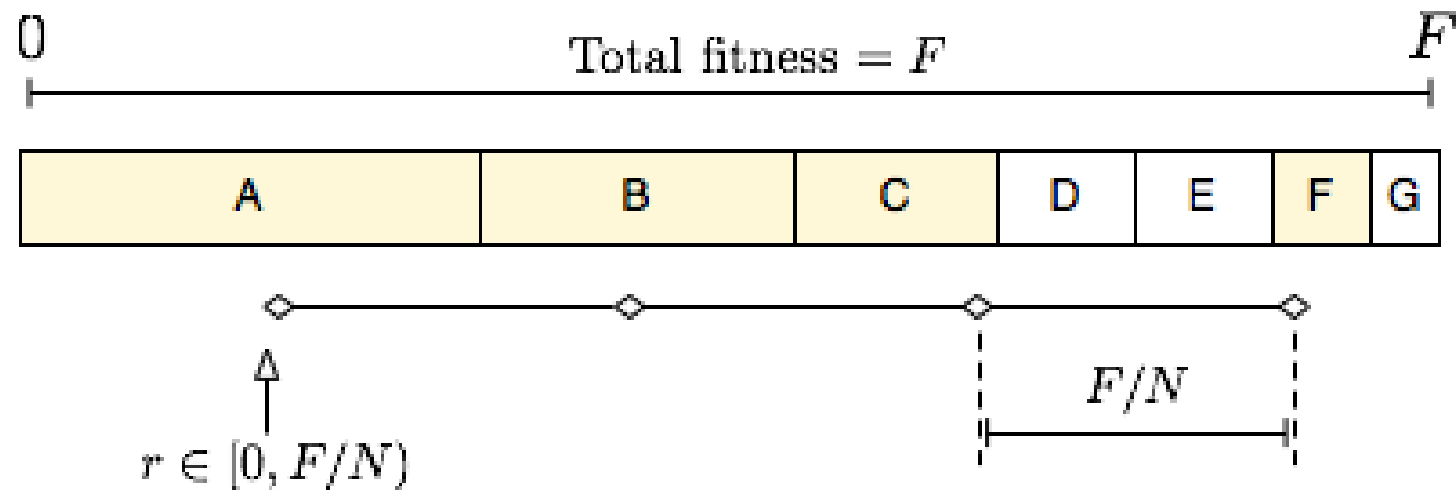 0 F
Total fitness = F
A B C D E F G
F/N
r ∈ [0, F/N)